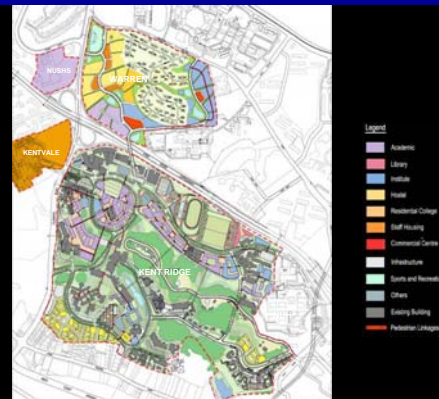 NUSHS
WARREN
KENTVALE
KENT RIDGE
Legend
Academic
Library
Institute
Hostel
Residential College
Staff Housing
Commercial Centre
Infrastructure
Sports and Recreati
Others
Existing Building
Pedestrian Linkages